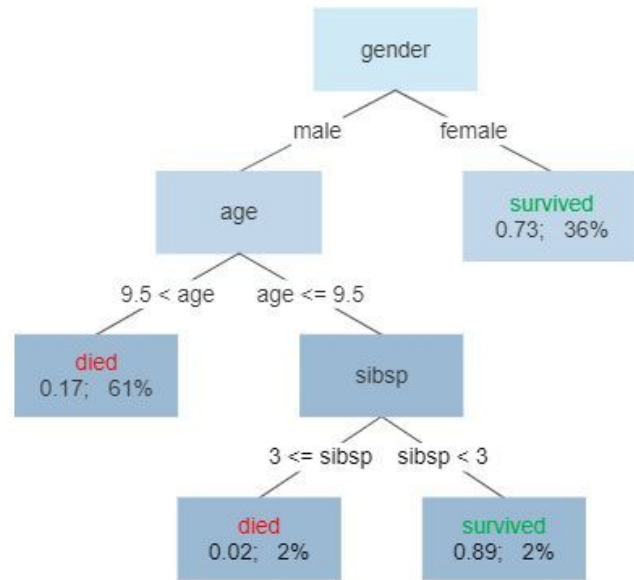 gender
male
female
age
survived
0.73; 36%
9.5 < age
age <= 9.5
died
0.17; 61%
sibsp
3 <= sibsp
sibsp < 3
died
0.02; 2%
survived
0.89; 2%